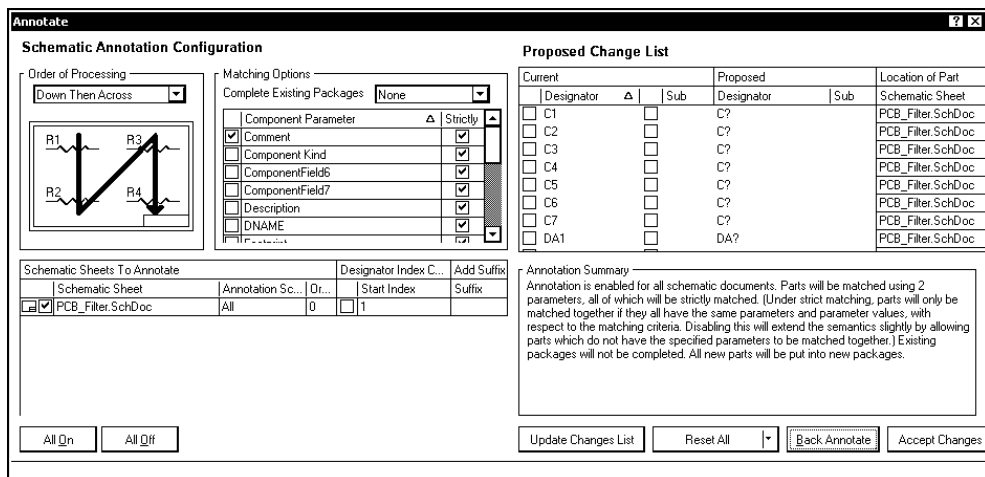 Annotate
Schematic Annotation Configuration
Order of Processing
Down Then Across
R1 R3
R2 R4
Matching Options
Complete Existing Packages None
Component Parameter Strictly
Comment
Component Kind
ComponentField6
ComponentField7
Description
DNAME
Footprint
Schematic Sheets To Annotate Designator Index C... Add Suffix
Schematic Sheet Annotation Sc... Or... Start Index Suffix
PCB_Filter.SchDoc All 0 1
All On All Off
Proposed Change List
Current Proposed Location of Part
Designator Sub Designator Sub Schematic Sheet
C1 C? PCB_Filter.SchDoc
C2 C? PCB_Filter.SchDoc
C3 C? PCB_Filter.SchDoc
C4 C? PCB_Filter.SchDoc
C5 C? PCB_Filter.SchDoc
C6 C? PCB_Filter.SchDoc
C7 C? PCB_Filter.SchDoc
DA1 DA? PCB_Filter.SchDoc
Annotation Summary
Annotation is enabled for all schematic documents. Parts will be matched using 2
parameters, all of which will be strictly matched. (Under strict matching, parts will only be
matched together if they all have the same parameters and parameter values, with
respect to the matching criteria. Disabling this will extend the semantics slightly by allowing
parts which do not have the specified parameters to be matched together.) Existing
packages will not be completed. All new parts will be put into new packages.
Update Changes List Reset All Back Annotate Accept Changes